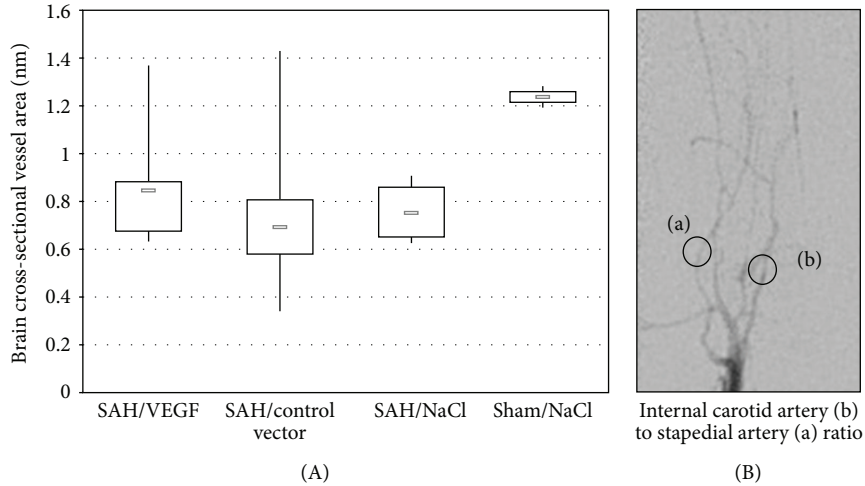 Brain cross-sectional vessel area (nm)
1.6
1.4
1.2
1
0.8
0.6
0.4
0.2
0
SAH/VEGF
SAH/control
vector
SAH/NaCl
Sham/NaCl
(A)
(a)
(b)
Internal carotid artery (b)
to stapedial artery (a) ratio
(B)